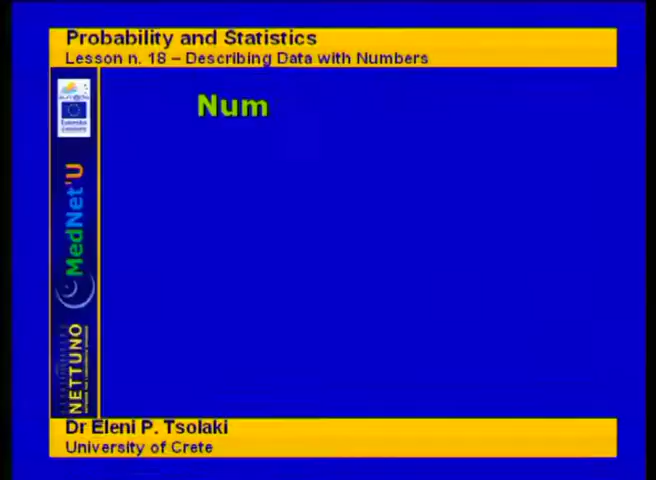 Probability and Statistics
Lesson n. 18 – Describing Data with Numbers
Num
MedNet'U
NETTUNO
Dr Eleni P. Tsolaki
University of Crete